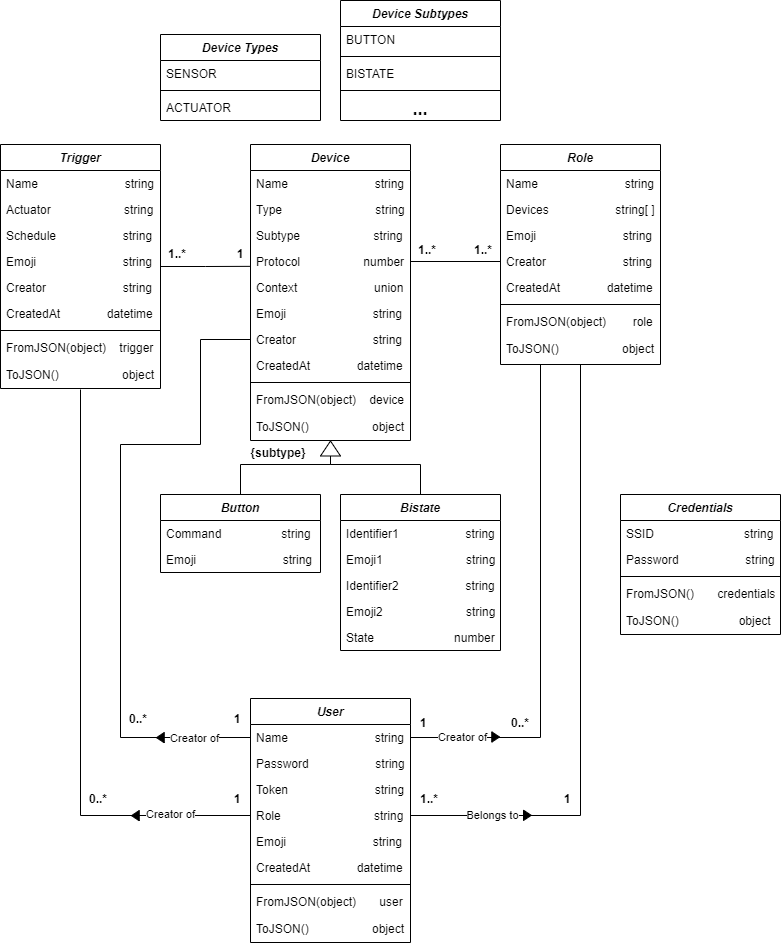 Device Types
SENSOR
ACTUATOR
Device Subtypes
BUTTON
BISTATE
...
Trigger
Name string
Actuator string
Schedule string
Emoji string
Creator string
CreatedAt datetime
FromJSON(object) trigger
ToJSON() object
1..* 1
Device
Name string
Type string
Subtype string
Protocol number
Context union
Emoji string
Creator string
CreatedAt datetime
FromJSON(object) device
ToJSON() object
1..* 1..*
Role
Name string
Devices string[ ]
Emoji string
Creator string
CreatedAt datetime
FromJSON(object) role
ToJSON() object
{subtype}
Button
Command string
Emoji string
Bistate
Identifier1 string
Emoji1 string
Identifier2 string
Emoji2 string
State number
Credentials
SSID string
Password string
FromJSON() credentials
ToJSON() object
0..* 1
Creator of
0..* 1
Creator of
User
Name string
Password string
Token string
Role string
Emoji string
CreatedAt datetime
FromJSON(object) user
ToJSON() object
1 0..*
Creator of
1..* 1
Belongs to